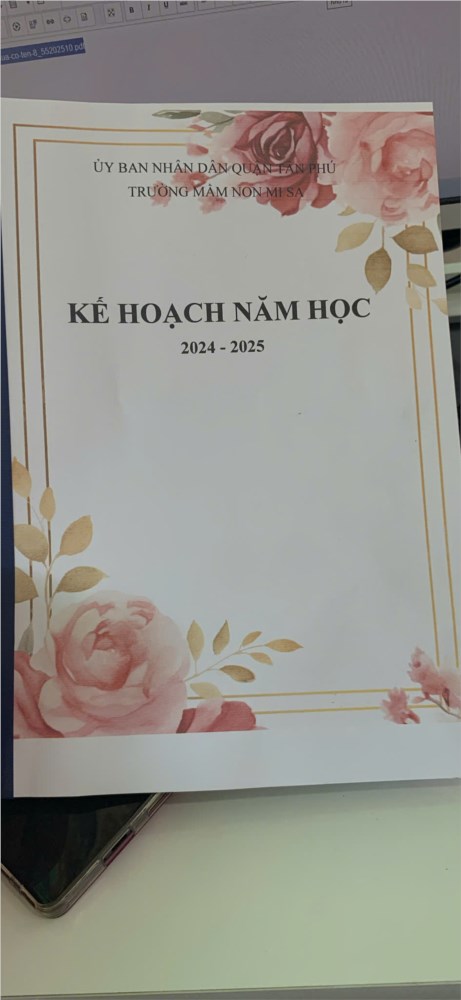 ỦY BAN NHÂN DÂN QUẬN TÂN PHÚ
TRƯỜNG MẦM NON MI SA
KẾ HOẠCH NĂM HỌC
2024 - 2025